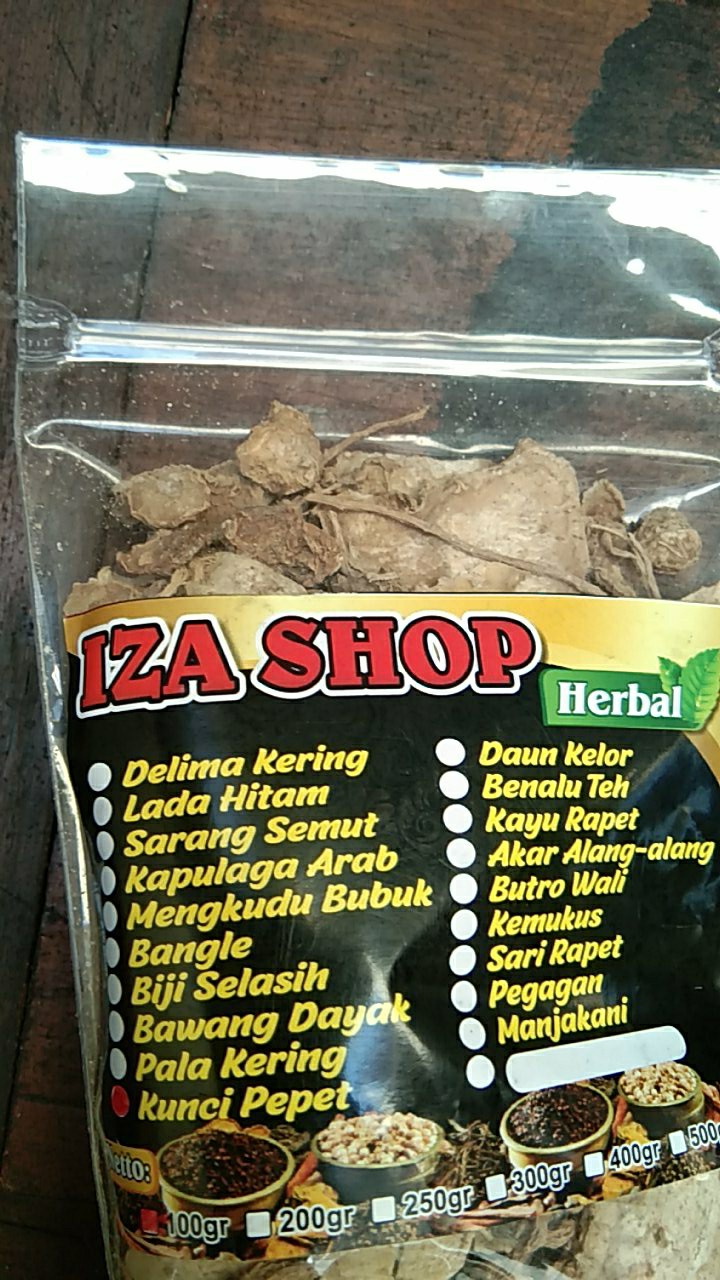 IZA SHOP
Herbal
Delima Kering
Lada Hitam
Sarang Semut
Kapulaga Arab
Mengkudu Bubuk
Bangle
Biji Selasih
Bawang Dayak
Pala Kering
Kunci Pepet
Daun Kelor
Benalu Teh
Kayu Rapet
Akar Alang-alang
Butro Wali
Kemukus
Sari Rapet
Pegagan
Manjakani
100gr 200gr 250gr 300gr 400gr